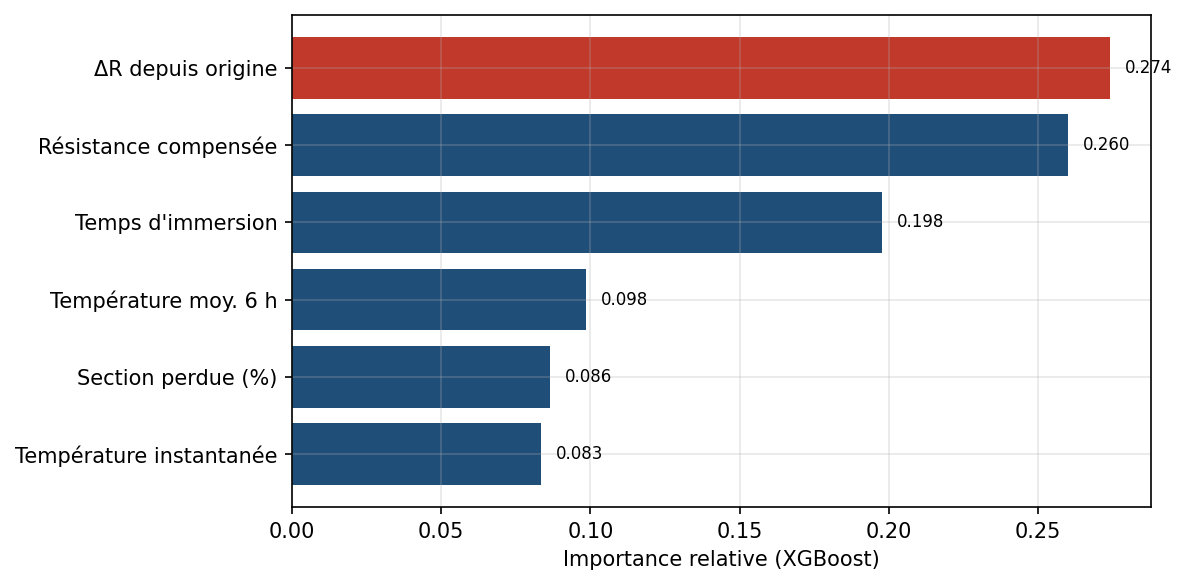 ΔR depuis origine
0.274
Résistance compensée
0.260
Temps d'immersion
0.198
Température moy. 6 h
0.098
Section perdue (%)
0.086
Température instantanée
0.083
0.00 0.05 0.10 0.15 0.20 0.25
Importance relative (XGBoost)